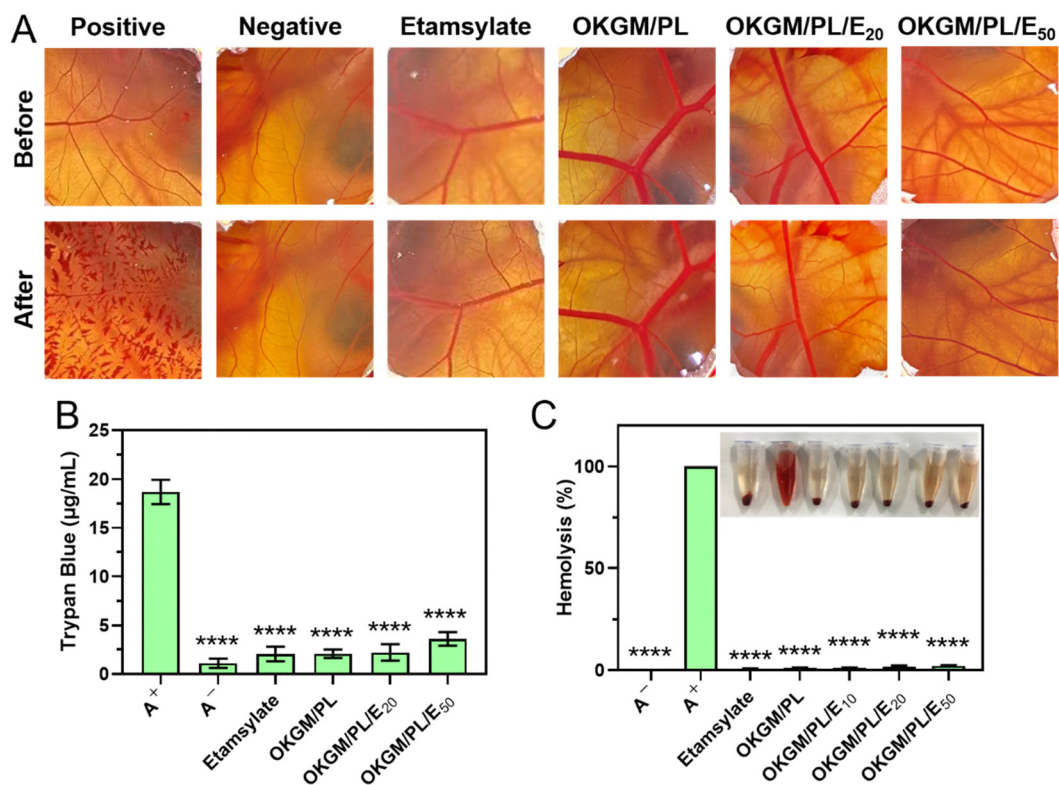 A
Positive Negative Etamsylate OKGM/PL OKGM/PL/E₂₀ OKGM/PL/E₅₀
Before
After
B
Trypan Blue (µg/mL)
25
20
15
10
5
0
**** **** **** **** ****
A⁺ A⁻ Etamsylate OKGM/PL OKGM/PL/E₂₀ OKGM/PL/E₅₀
C
Hemolysis (%)
100
50
0
**** **** **** **** **** ****
A⁻ A⁺ Etamsylate OKGM/PL OKGM/PL/E₁₀ OKGM/PL/E₂₀ OKGM/PL/E₅₀